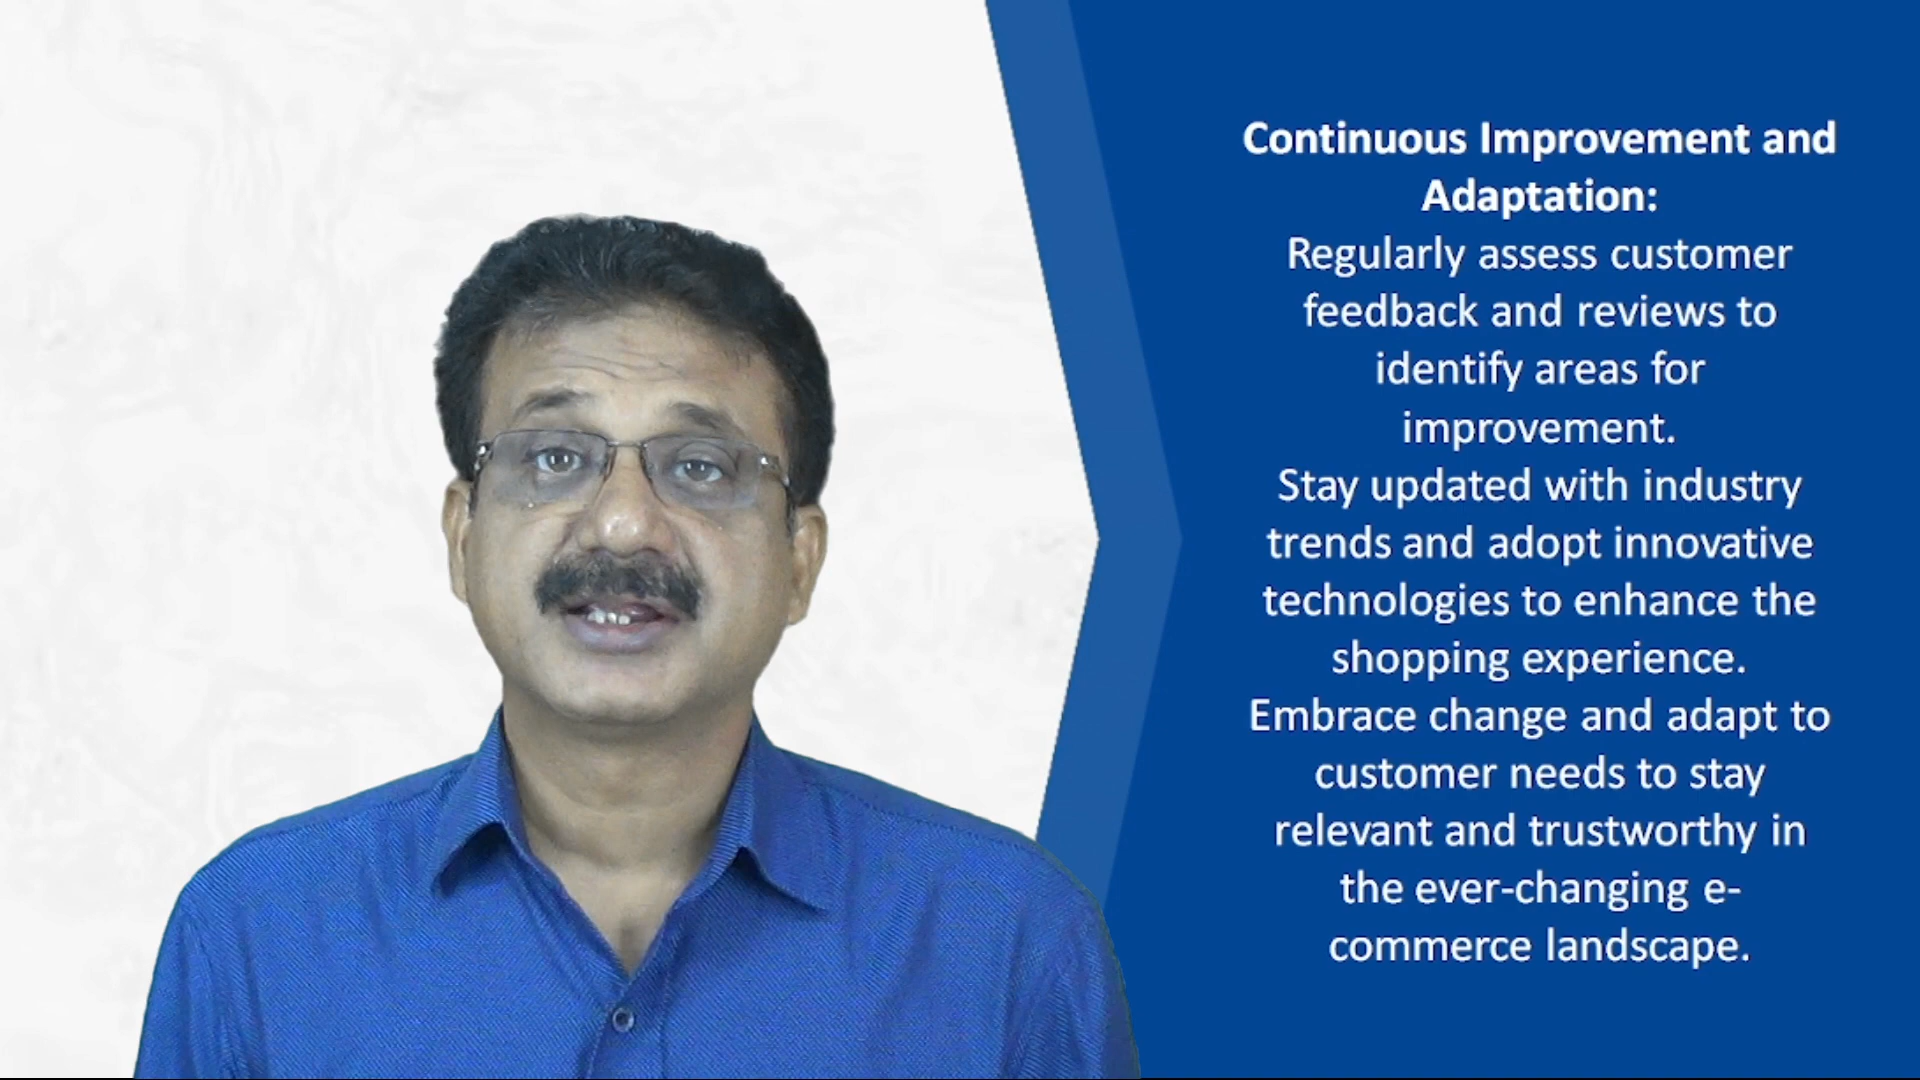 Continuous Improvement and
Adaptation:
Regularly assess customer
feedback and reviews to
identify areas for
improvement.
Stay updated with industry
trends and adopt innovative
technologies to enhance the
shopping experience.
Embrace change and adapt to
customer needs to stay
relevant and trustworthy in
the ever-changing e-
commerce landscape.